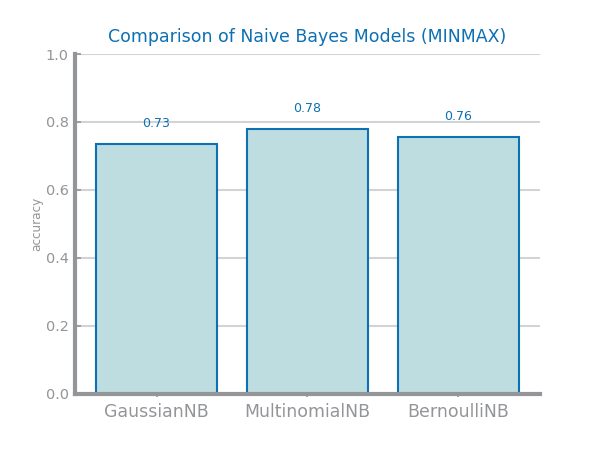 Comparison of Naive Bayes Models (MINMAX)
1.0
0.8
0.6
0.4
0.2
0.0
accuracy
0.73
0.78
0.76
GaussianNB
MultinomialNB
BernoulliNB